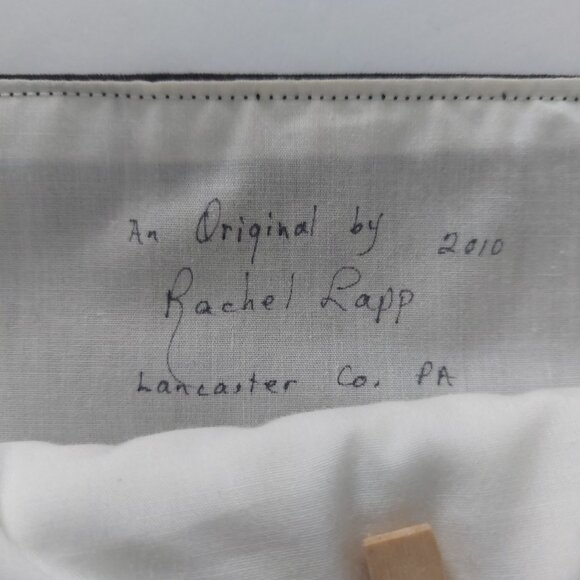 An Original by 2010
Rachel Lapp
Lancaster Co. PA